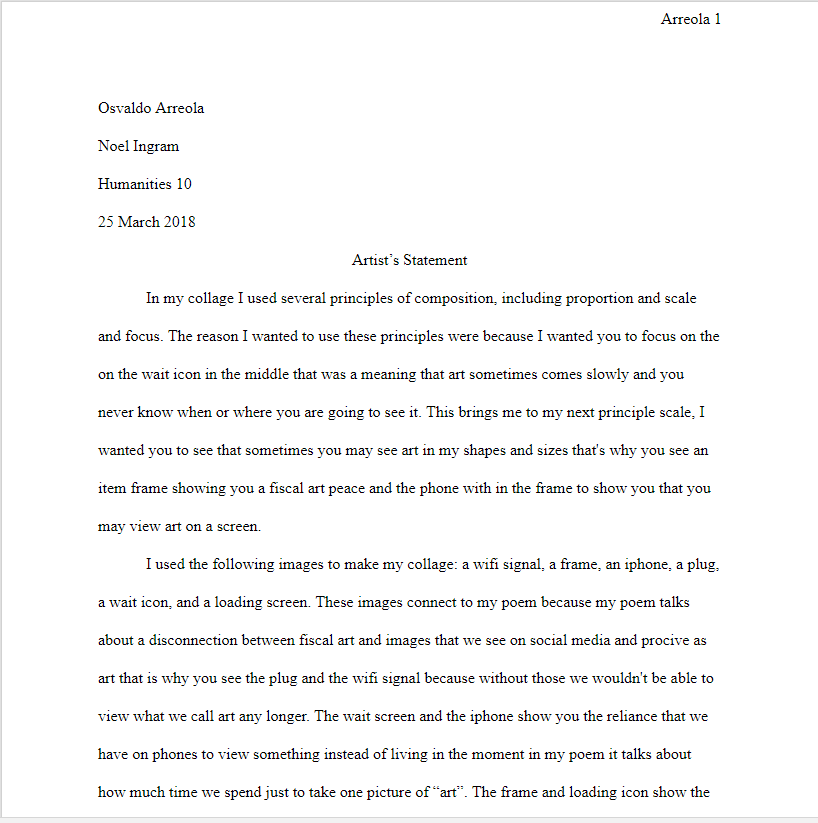 Arreola 1
Osvaldo Arreola
Noel Ingram
Humanities 10
25 March 2018
Artist's Statement
In my collage I used several principles of composition, including proportion and scale
and focus. The reason I wanted to use these principles were because I wanted you to focus on the
on the wait icon in the middle that was a meaning that art sometimes comes slowly and you
never know when or where you are going to see it. This brings me to my next principle scale, I
wanted you to see that sometimes you may see art in my shapes and sizes that's why you see an
item frame showing you a fiscal art peace and the phone with in the frame to show you that you
may view art on a screen.
I used the following images to make my collage: a wifi signal, a frame, an iphone, a plug,
a wait icon, and a loading screen. These images connect to my poem because my poem talks
about a disconnection between fiscal art and images that we see on social media and procive as
art that is why you see the plug and the wifi signal because without those we wouldn't be able to
view what we call art any longer. The wait screen and the iphone show you the reliance that we
have on phones to view something instead of living in the moment in my poem it talks about
how much time we spend just to take one picture of “art”. The frame and loading icon show the